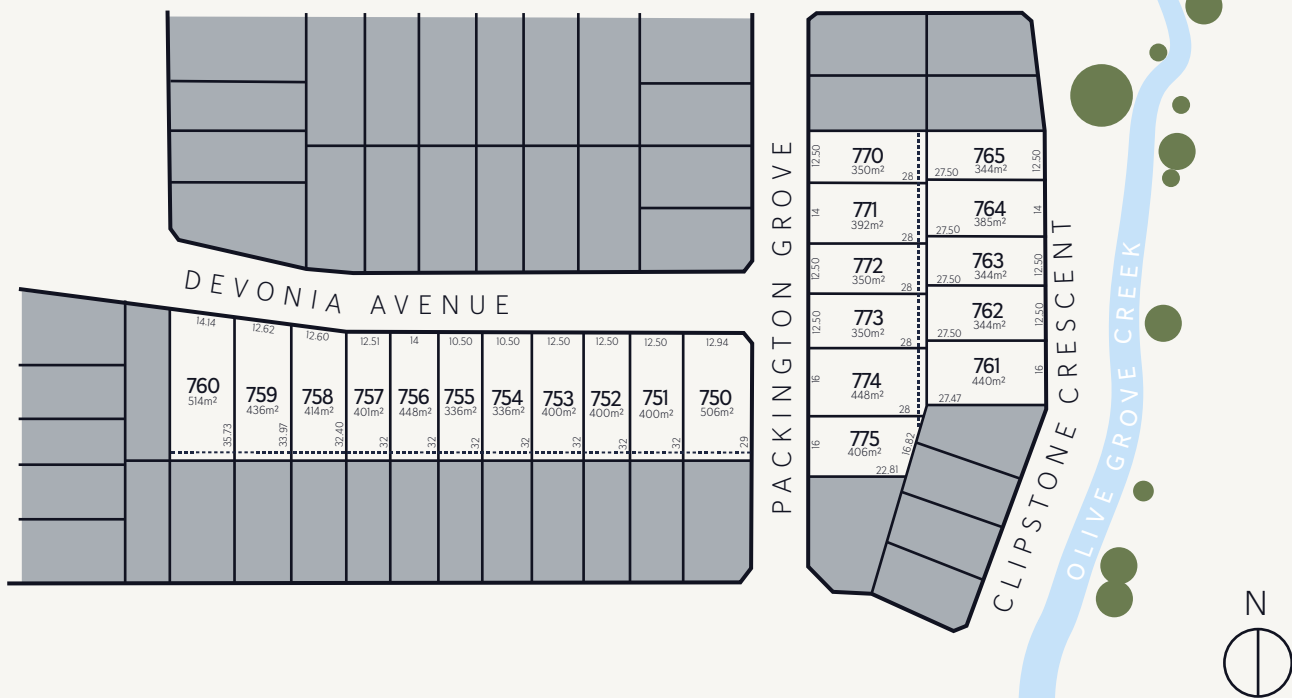 DEVONIA AVENUE
PACKINGTON GROVE
CLIPSTONE CRESCENT
OLIVE GROVE CREEK
N
14.14
760
514m²
35.73
12.62
759
436m²
33.97
12.60
758
414m²
32.40
12.51
757
401m²
32
14
756
448m²
32
10.50
755
336m²
32
10.50
754
336m²
32
12.50
753
400m²
32
12.50
752
400m²
32
12.50
751
400m²
32
12.94
750
506m²
29
12.50
770
350m²
28
14
771
392m²
28
12.50
772
350m²
28
12.50
773
350m²
28
16
774
448m²
28
16
775
406m²
16.82
22.81
765
344m²
12.50
27.50
764
385m²
14
27.50
763
344m²
12.50
27.50
762
344m²
12.50
27.50
761
440m²
16
27.47